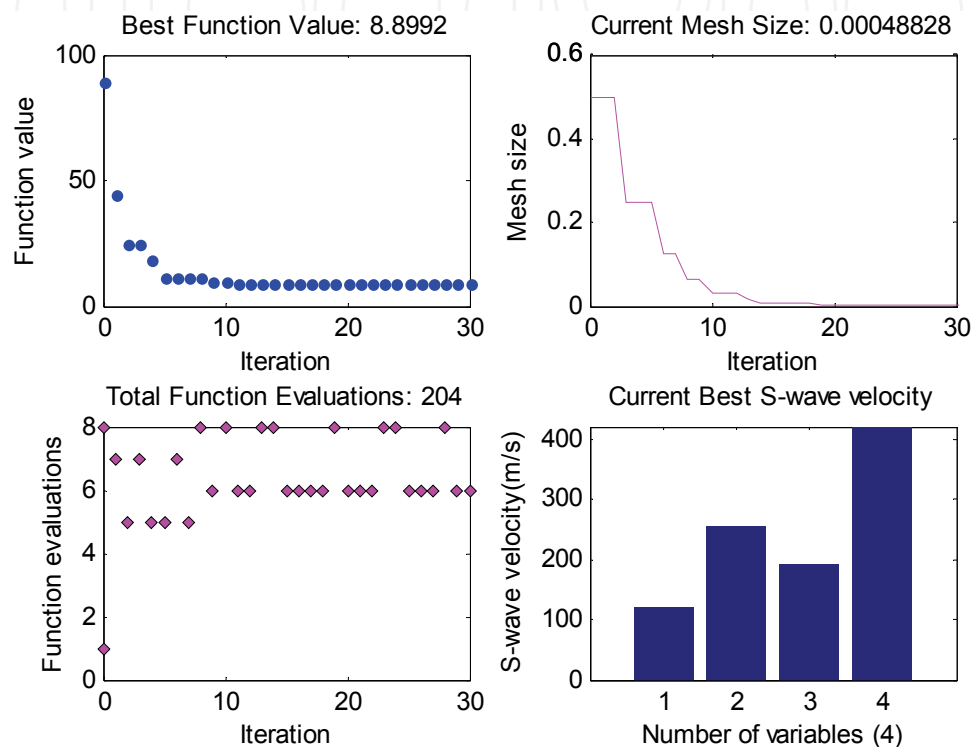 Best Function Value: 8.8992
100
50
0
Function value
0 10 20 30
Iteration
Current Mesh Size: 0.00048828
0.6
0.4
0.2
0
Mesh size
0 10 20 30
Iteration
Total Function Evaluations: 204
8
6
4
2
0
Function evaluations
0 10 20 30
Iteration
Current Best S-wave velocity
400
300
200
100
0
S-wave velocity(m/s)
1 2 3 4
Number of variables (4)